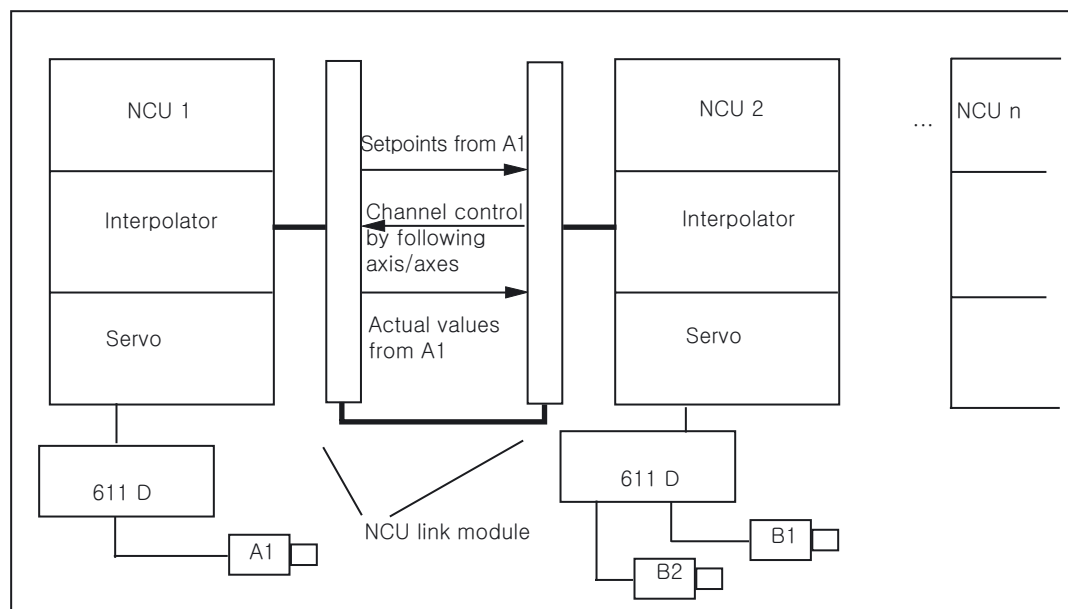 NCU 1
Interpolator
Servo
611 D
A1
Setpoints from A1
Channel control
by following
axis/axes
Actual values
from A1
NCU link module
NCU 2
Interpolator
Servo
611 D
B1
B2
...
NCU n